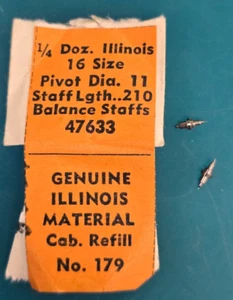 1/4 Doz. Illinois
16 Size
Pivot Dia. 11
Staff Lgth..210
Balance Staffs
47633
GENUINE
ILLINOIS
MATERIAL
Cab. Refill
No. 179